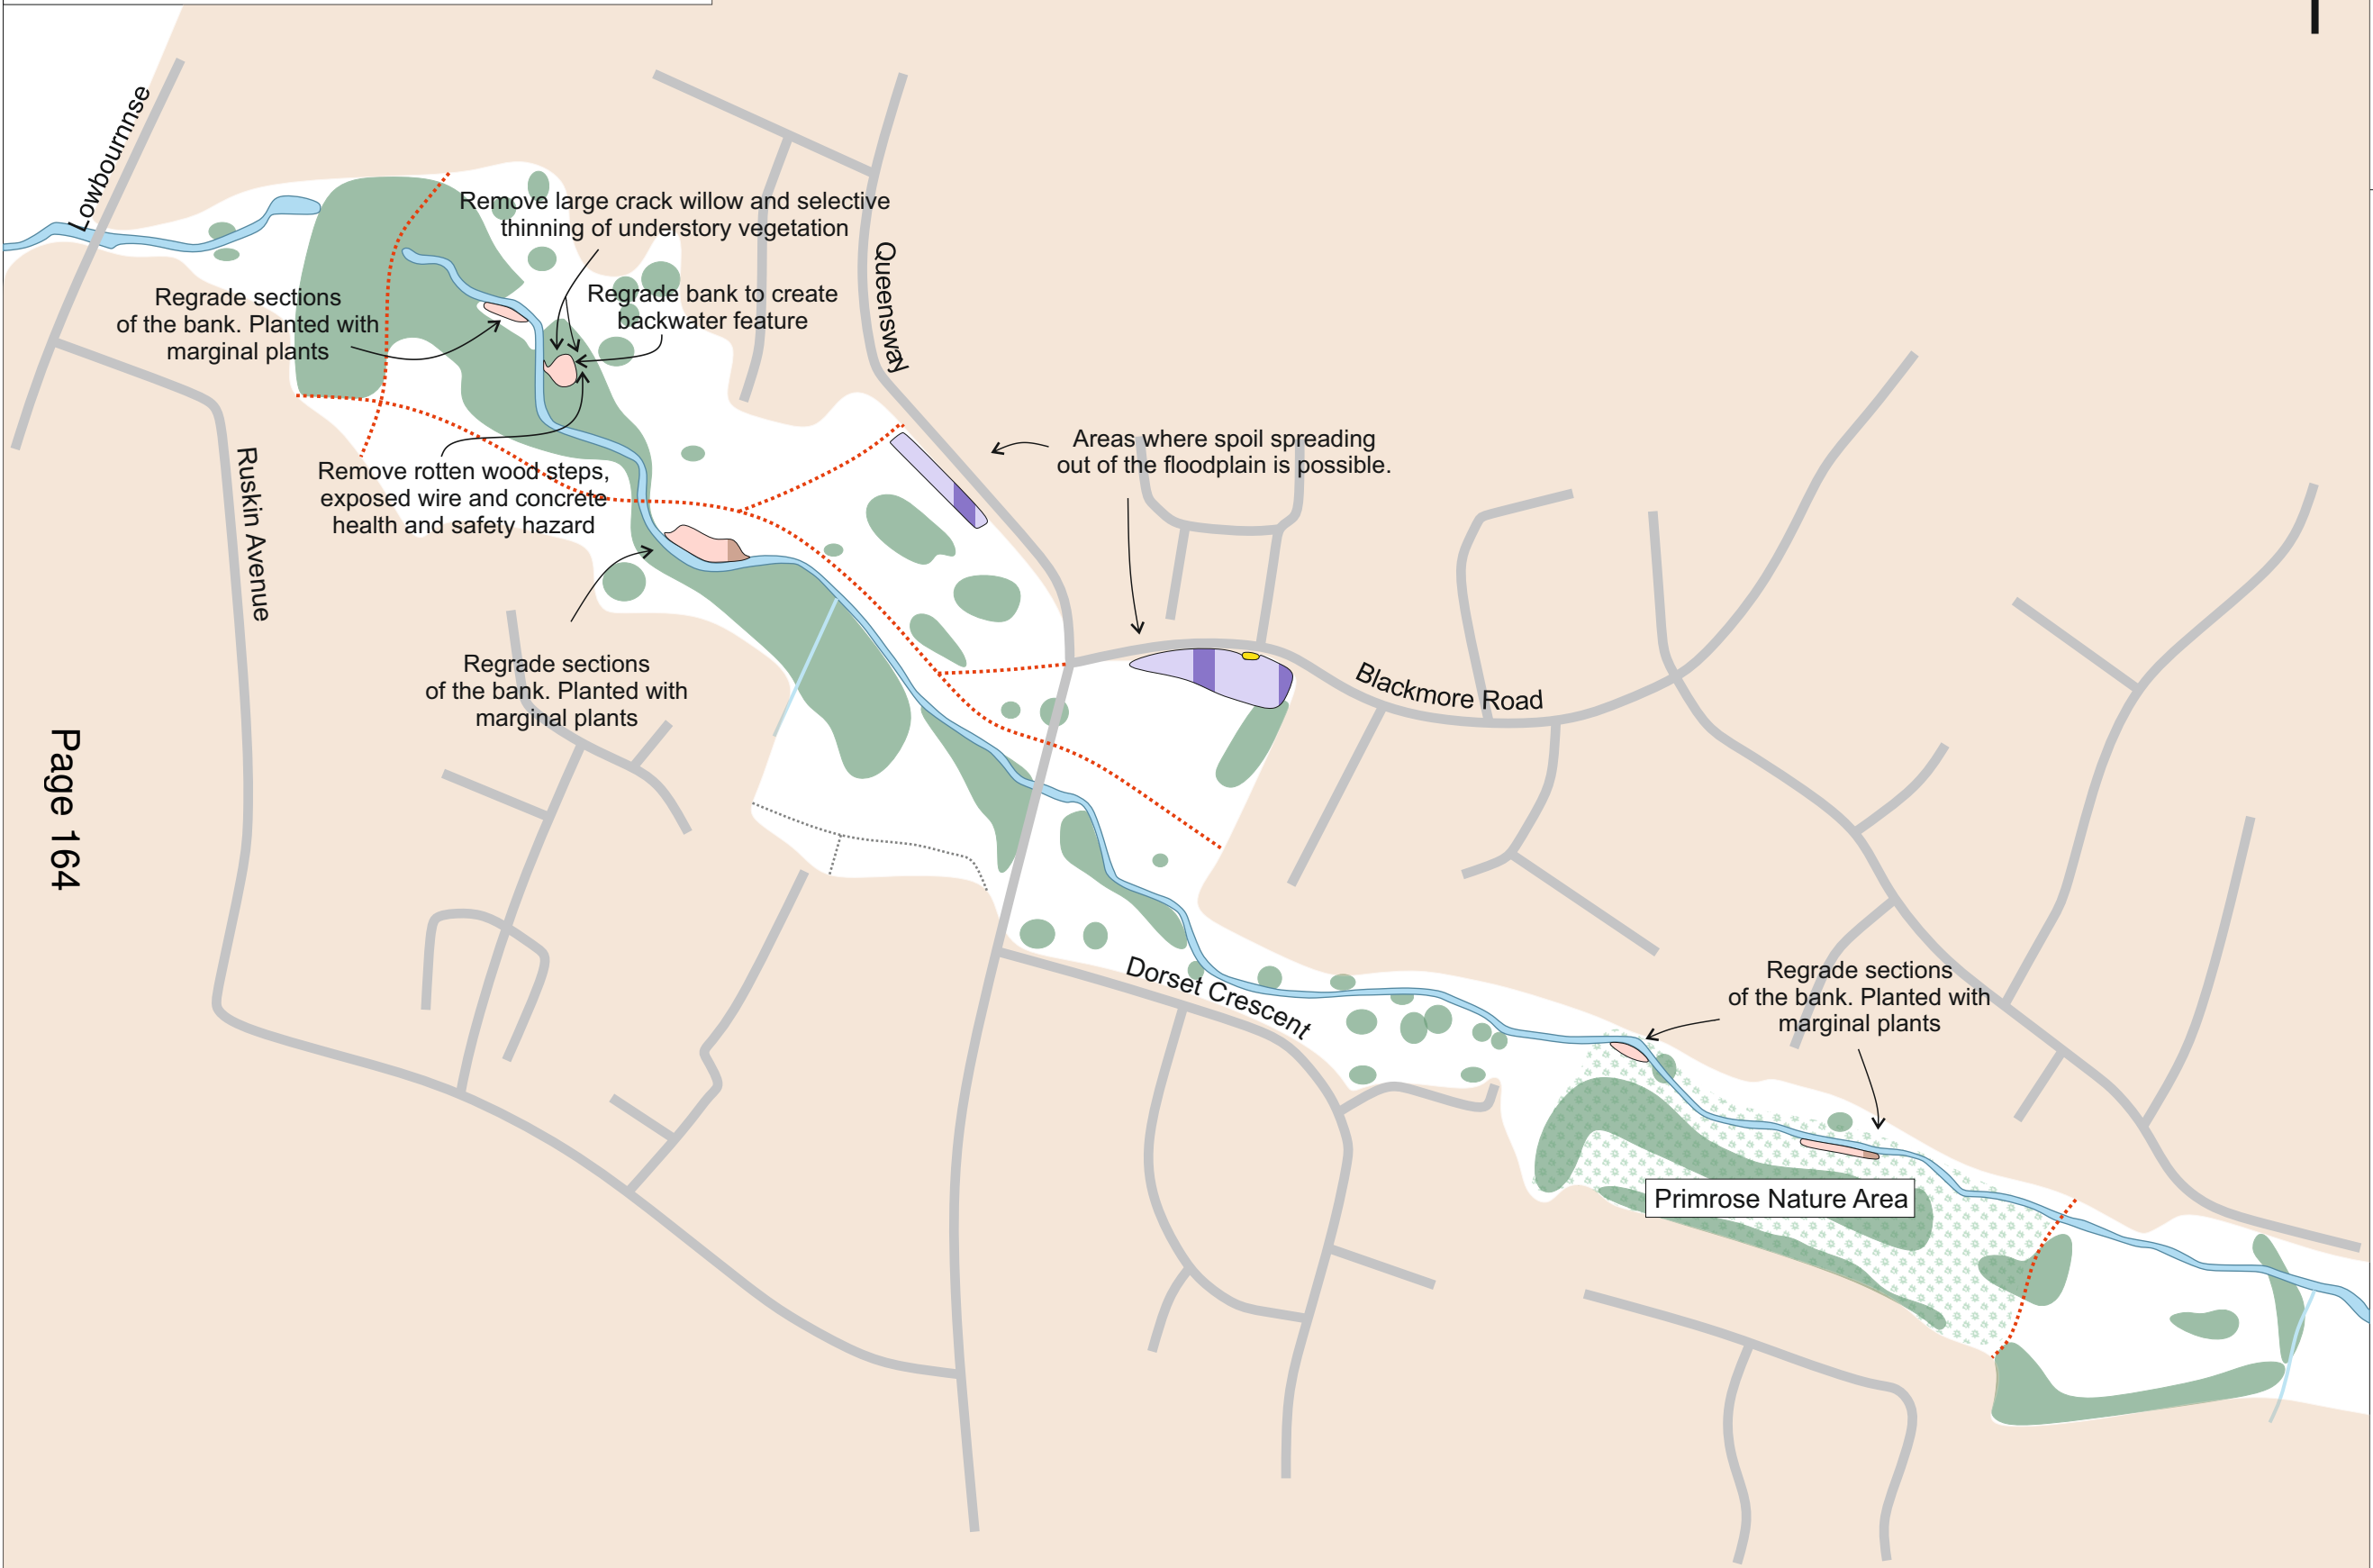 Lowbournnse
Remove large crack willow and selective
thinning of understory vegetation
Queensway
Regrade sections
of the bank. Planted with
marginal plants
Regrade bank to create
backwater feature
Areas where spoil spreading
out of the floodplain is possible.
Ruskin Avenue
Remove rotten wood steps,
exposed wire and concrete
health and safety hazard
Regrade sections
of the bank. Planted with
marginal plants
Blackmore Road
Page 164
Dorset Crescent
Regrade sections
of the bank. Planted with
marginal plants
Primrose Nature Area